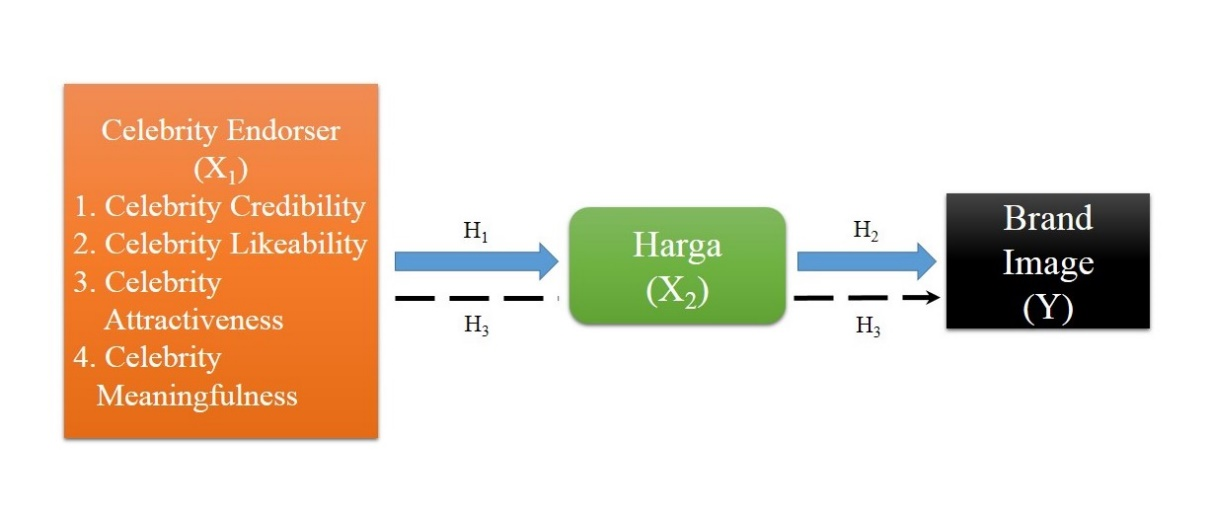 Celebrity Endorser
(X₁)
1. Celebrity Credibility
2. Celebrity Likeability
3. Celebrity
Attractiveness
4. Celebrity
Meaningfulness
H₁
H₃
Harga
(X₂)
H₂
H₃
Brand
Image
(Y)